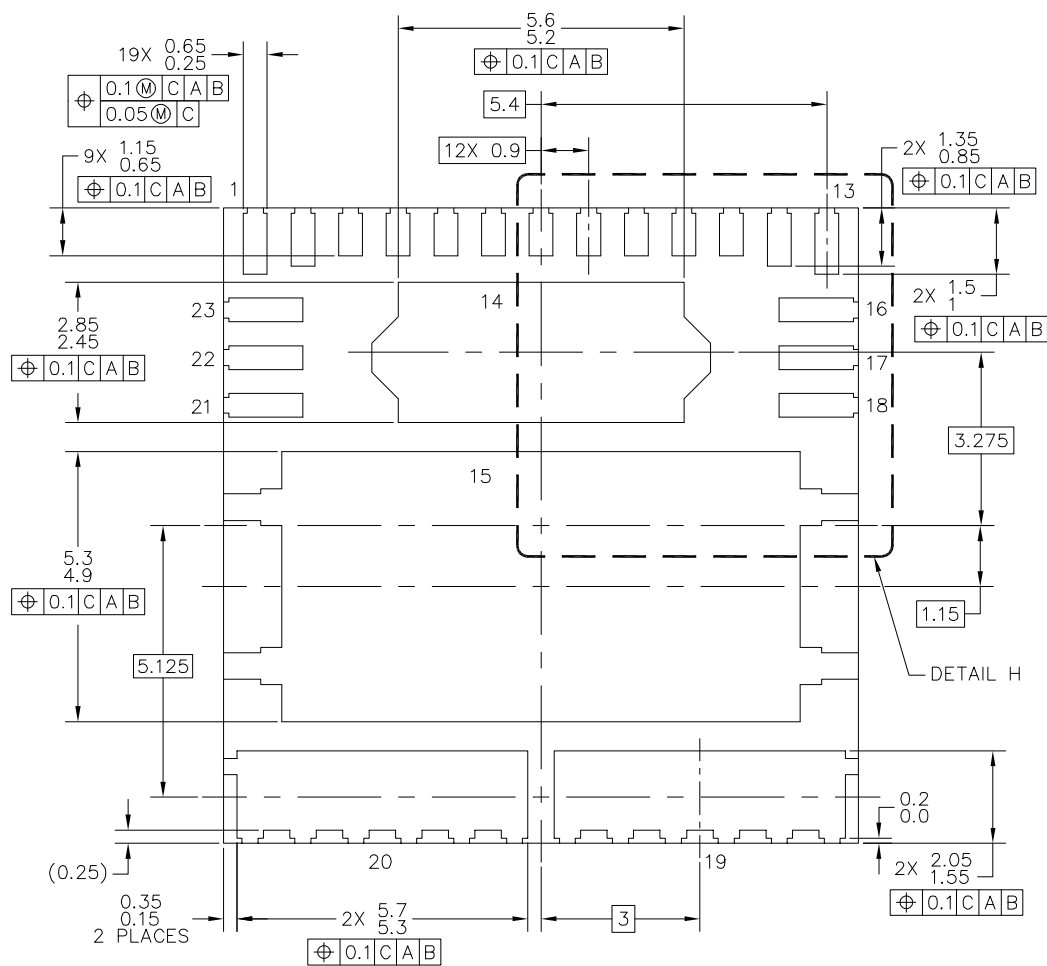 5.6
5.2
⌖ 0.1 C A B
19X 0.65
0.25
⌖ 0.1 Ⓜ C A B
0.05 Ⓜ C
5.4
12X 0.9
9X 1.15
0.65
⌖ 0.1 C A B
2X 1.35
0.85
⌖ 0.1 C A B
1
13
2X 1.5
1
⌖ 0.1 C A B
23
14
16
2.85
2.45
⌖ 0.1 C A B
22
17
21
18
3.275
15
5.3
4.9
⌖ 0.1 C A B
1.15
5.125
DETAIL H
0.2
0.0
(0.25)
20
19
2X 2.05
1.55
⌖ 0.1 C A B
0.35
0.15
2 PLACES
2X 5.7
5.3
⌖ 0.1 C A B
3